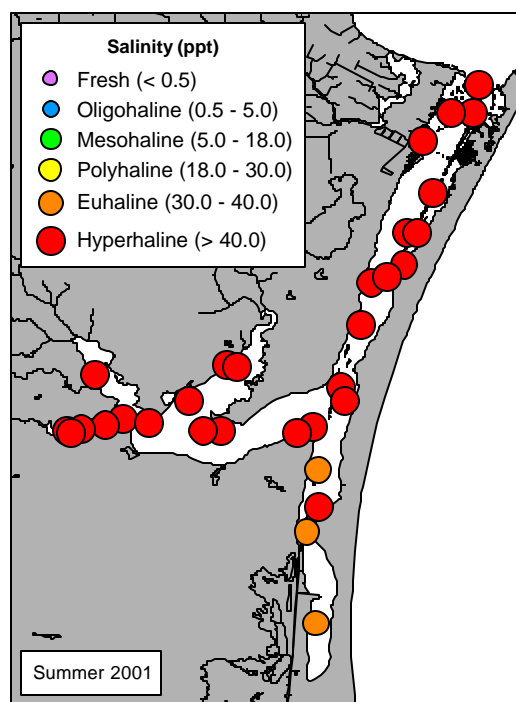 Salinity (ppt)
Fresh (< 0.5)
Oligohaline (0.5 - 5.0)
Mesohaline (5.0 - 18.0)
Polyhaline (18.0 - 30.0)
Euhaline (30.0 - 40.0)
Hyperhaline (> 40.0)
Summer 2001